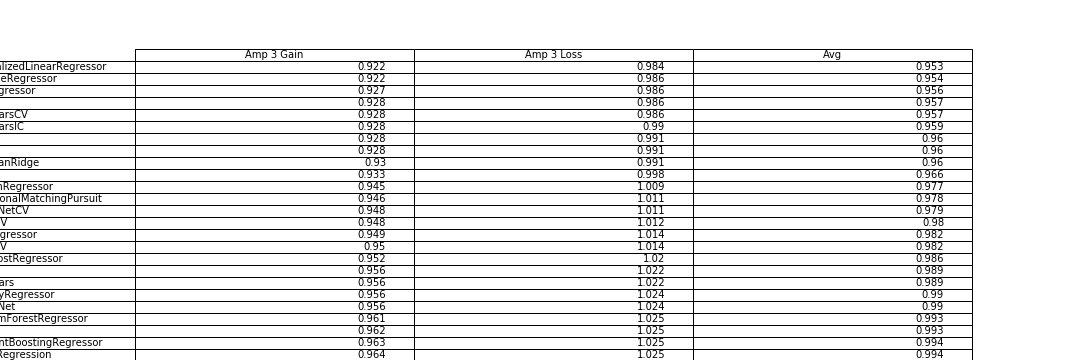 Amp 3 Gain Amp 3 Loss Avg
lizedLinearRegressor 0.922 0.984 0.953
eRegressor 0.922 0.986 0.954
gressor 0.927 0.986 0.956
0.928 0.986 0.957
arsCV 0.928 0.986 0.957
arsIC 0.928 0.99 0.959
0.928 0.991 0.96
0.928 0.991 0.96
anRidge 0.93 0.991 0.96
0.933 0.998 0.966
nRegressor 0.945 1.009 0.977
onalMatchingPursuit 0.946 1.011 0.978
NetCV 0.948 1.011 0.979
V 0.948 1.012 0.98
gressor 0.949 1.014 0.982
V 0.95 1.014 0.982
ostRegressor 0.952 1.02 0.986
0.956 1.022 0.989
ars 0.956 1.022 0.989
yRegressor 0.956 1.024 0.99
Net 0.956 1.024 0.99
mForestRegressor 0.961 1.025 0.993
0.962 1.025 0.993
ntBoostingRegressor 0.963 1.025 0.994
Regression 0.964 1.025 0.994